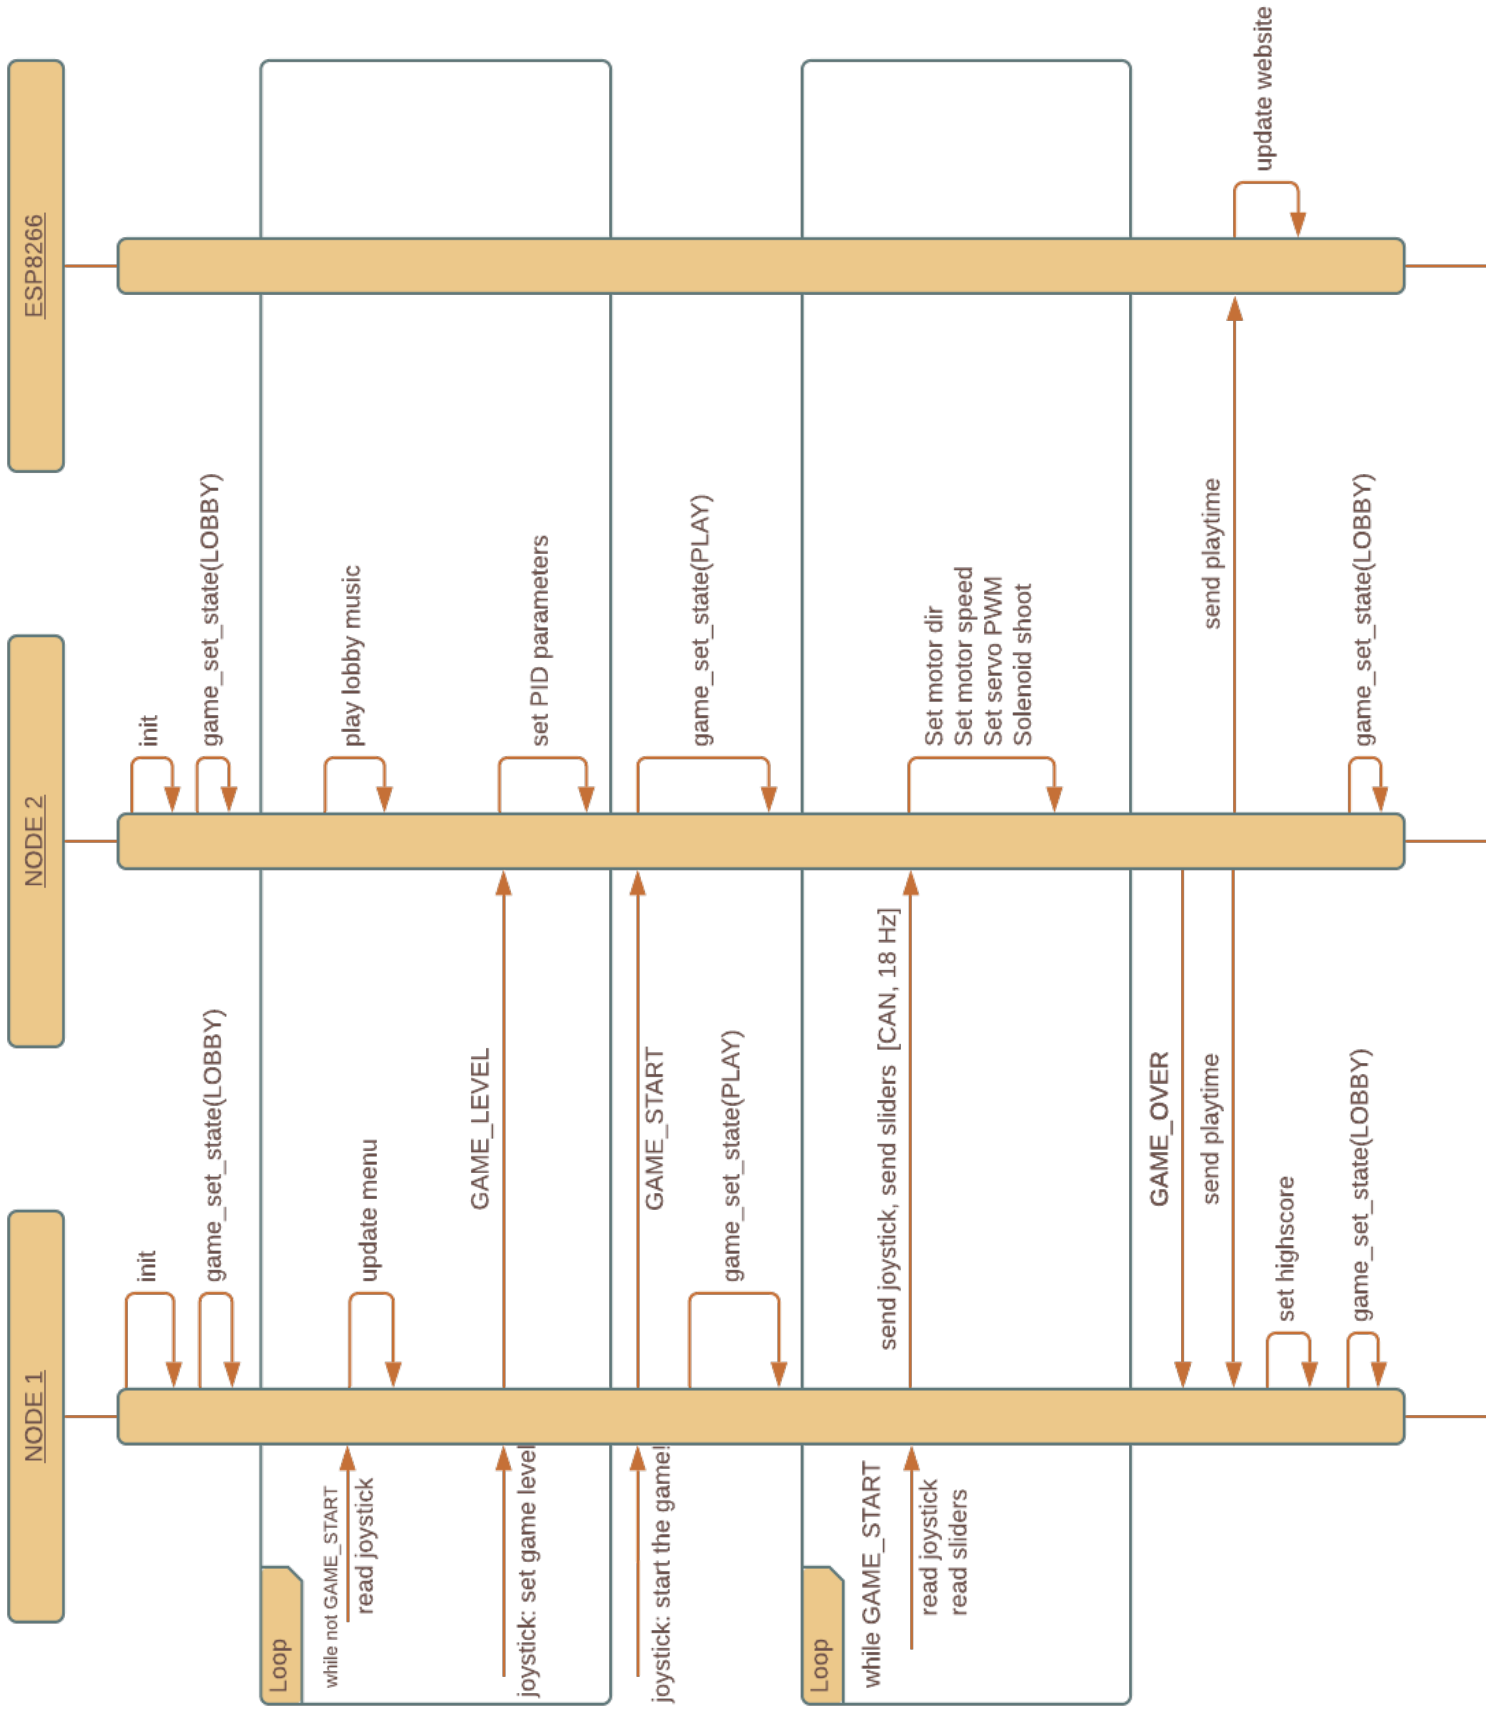 NODE 1
NODE 2
ESP8266
init
init
game_set_state(LOBBY)
game_set_state(LOBBY)
Loop
while not GAME_START
read joystick
update menu
play lobby music
joystick: set game level
GAME_LEVEL
set PID parameters
joystick: start the game!
GAME_START
game_set_state(PLAY)
game_set_state(PLAY)
Loop
while GAME_START
read joystick
read sliders
send joystick, send sliders [CAN, 18 Hz]
Set motor dir
Set motor speed
Set servo PWM
Solenoid shoot
GAME_OVER
send playtime
send playtime
update website
set highscore
game_set_state(LOBBY)
game_set_state(LOBBY)